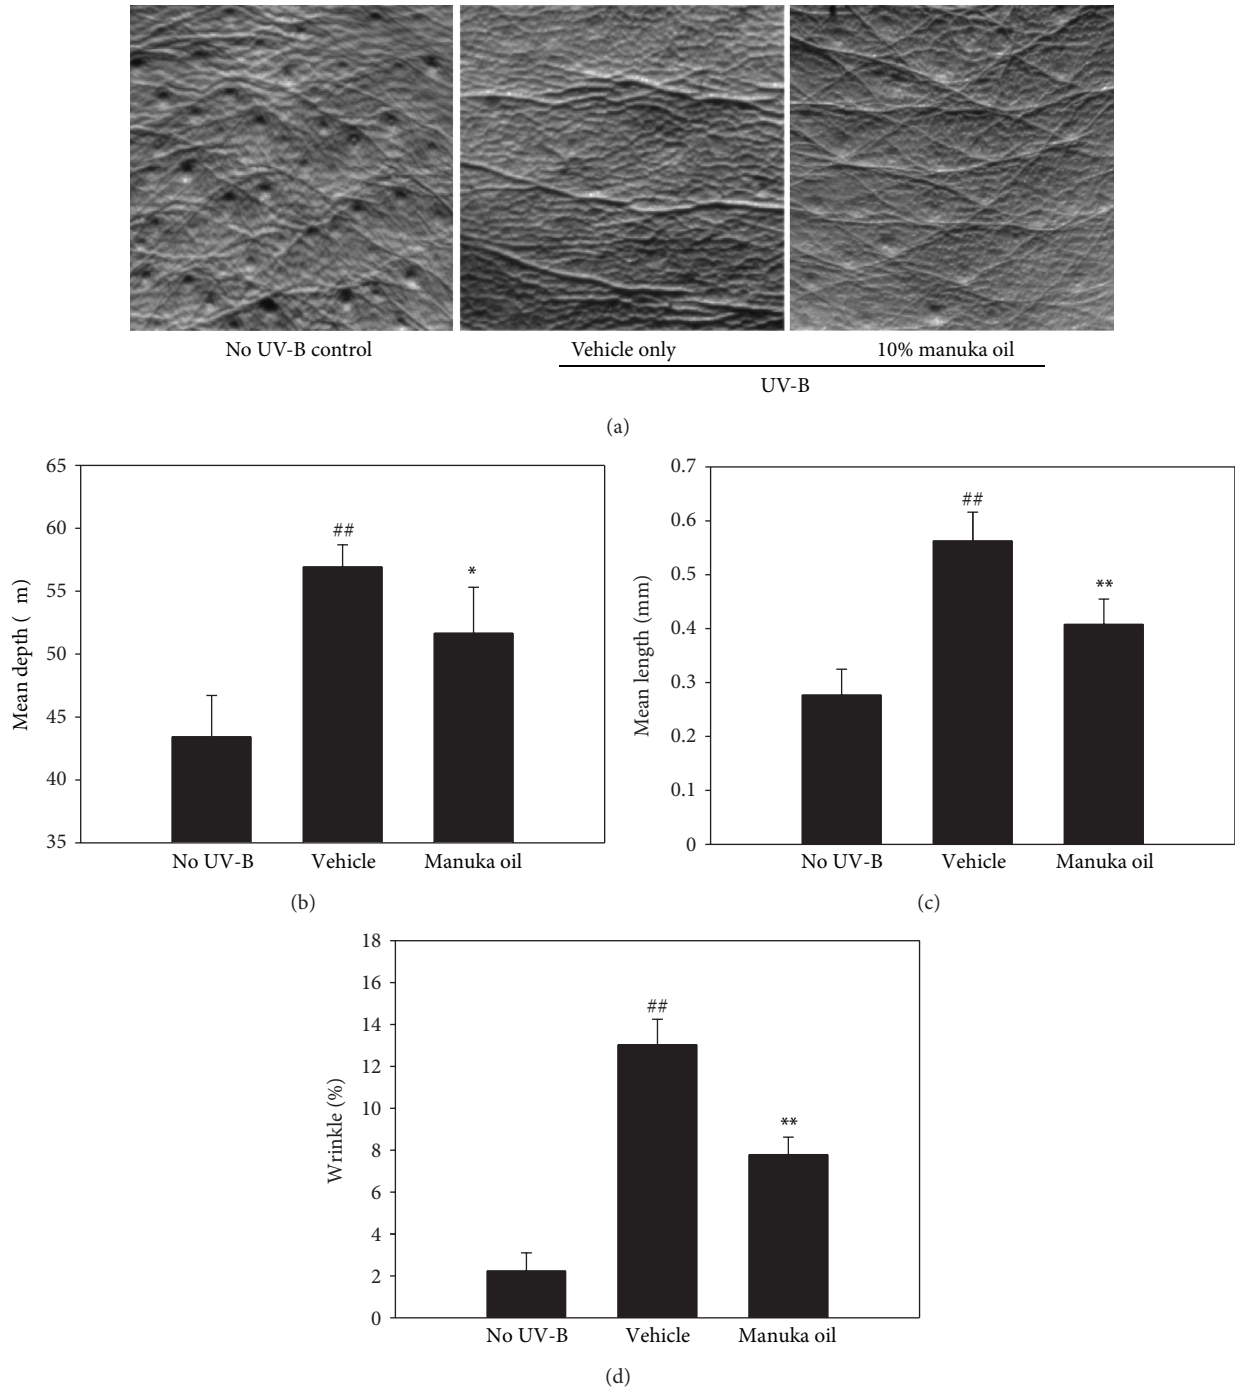 No UV-B control Vehicle only 10% manuka oil
UV-B
(a)
65
60
55
50
45
40
35
Mean depth ( m)
##
*
No UV-B Vehicle Manuka oil
(b)
0.7
0.6
0.5
0.4
0.3
0.2
0.1
0
Mean length (mm)
##
**
No UV-B Vehicle Manuka oil
(c)
18
16
14
12
10
8
6
4
2
0
Wrinkle (%)
##
**
No UV-B Vehicle Manuka oil
(d)